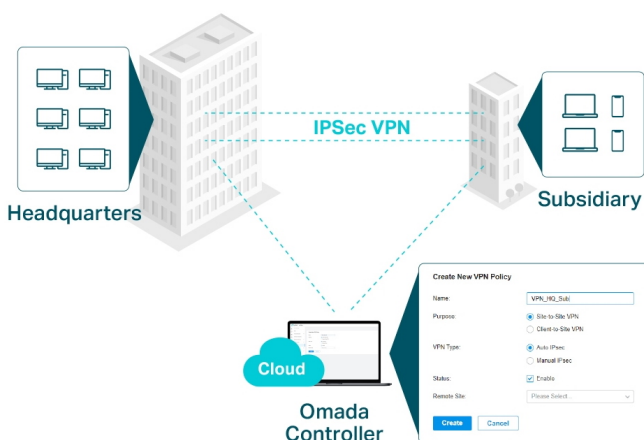 IPSec VPN
Headquarters
Subsidiary
Create New VPN Policy
Name:
VPN_HQ_Sub
Purpose:
Site-to-Site VPN
Client-to-Site VPN
VPN Type:
Auto IPsec
Manual IPsec
Status:
Enable
Remote Site:
Please Select...
Create
Cancel
Cloud
Omada
Controller